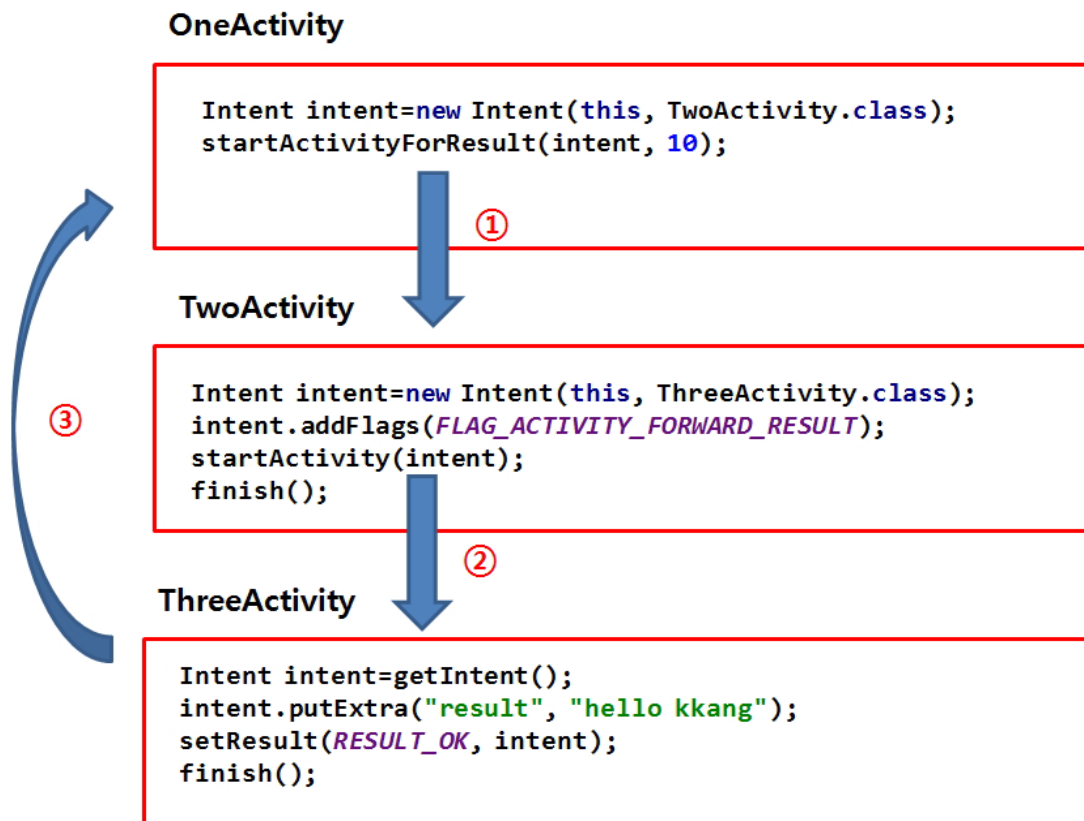 OneActivity
Intent intent=new Intent(this, TwoActivity.class);
startActivityForResult(intent, 10);
①
TwoActivity
Intent intent=new Intent(this, ThreeActivity.class);
intent.addFlags(FLAG_ACTIVITY_FORWARD_RESULT);
startActivity(intent);
finish();
③
②
ThreeActivity
Intent intent=getIntent();
intent.putExtra("result", "hello kkang");
setResult(RESULT_OK, intent);
finish();